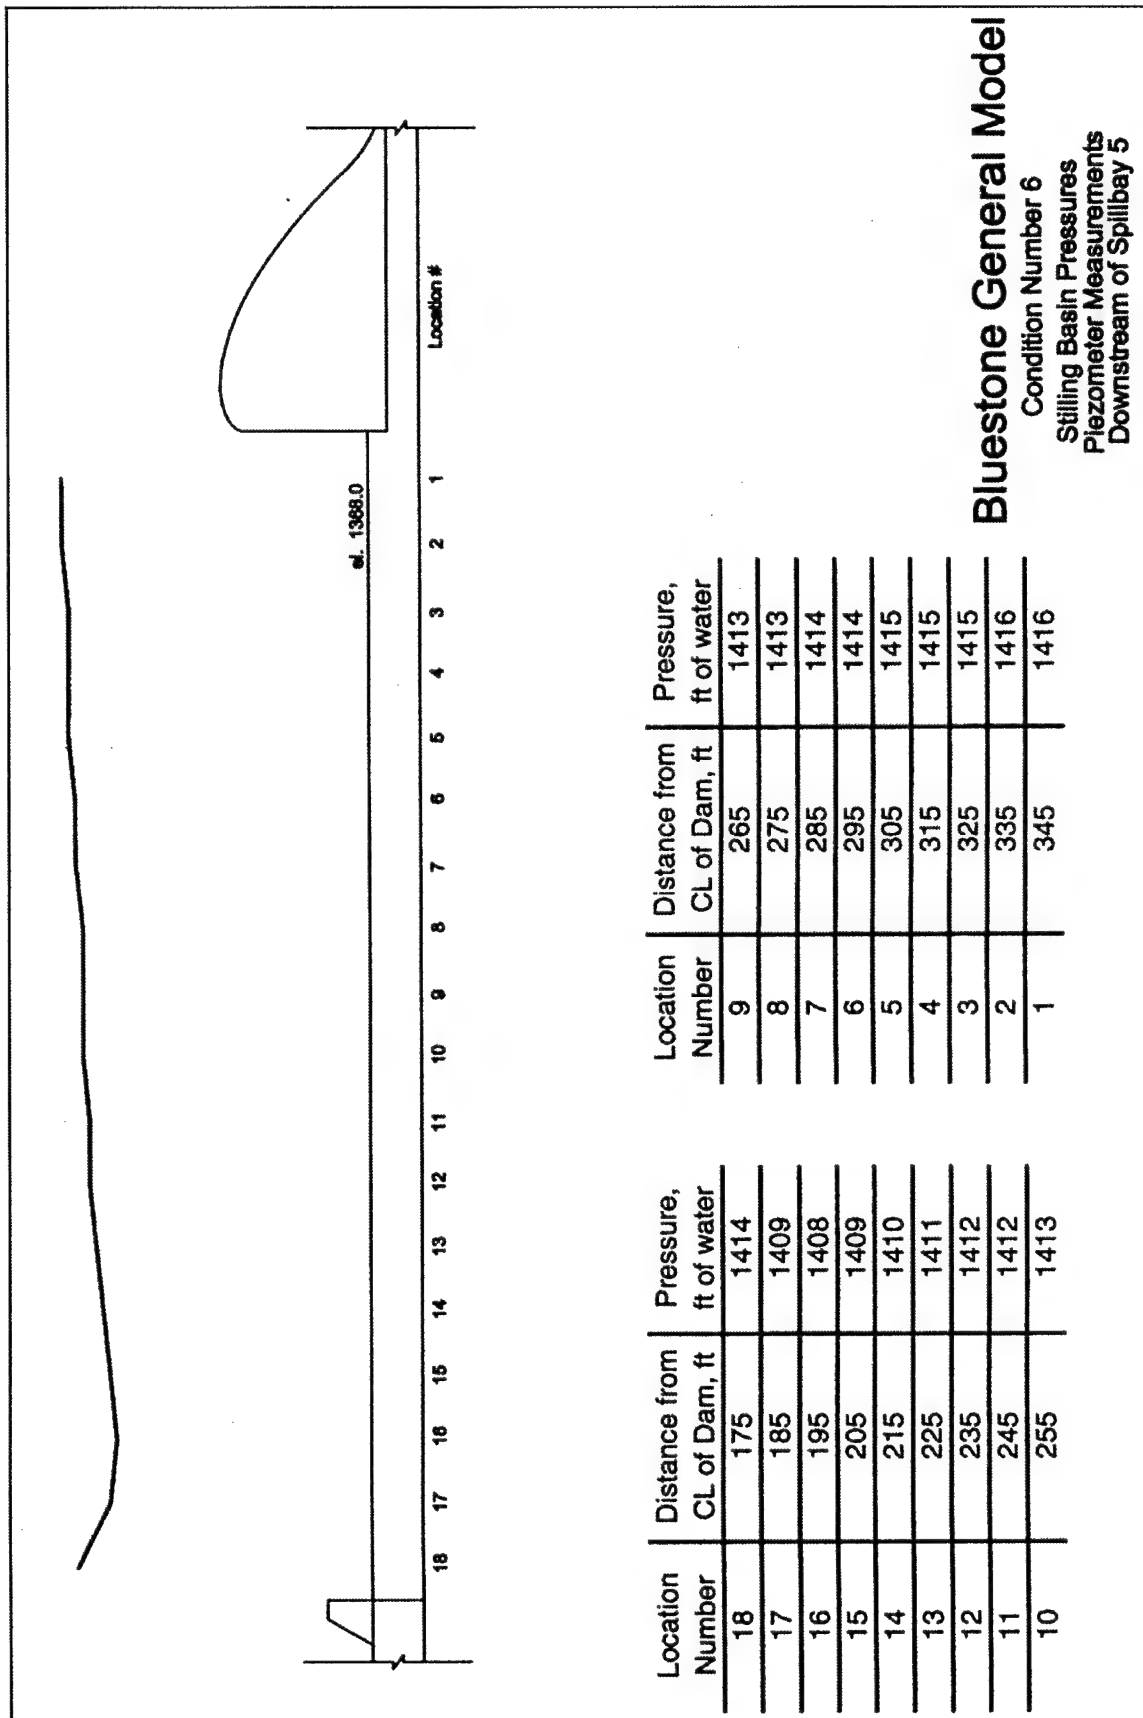 el. 1368.0
18 17 16 15 14 13 12 11 10 9 8 7 6 5 4 3 2 1 Location #
Location Number | Distance from CL of Dam, ft | Pressure, ft of water
18 175 1414
17 185 1409
16 195 1408
15 205 1409
14 215 1410
13 225 1411
12 235 1412
11 245 1412
10 255 1413
Location Number | Distance from CL of Dam, ft | Pressure, ft of water
9 265 1413
8 275 1413
7 285 1414
6 295 1414
5 305 1415
4 315 1415
3 325 1415
2 335 1416
1 345 1416
Bluestone General Model
Condition Number 6
Stilling Basin Pressures
Piezometer Measurements
Downstream of Spillbay 5